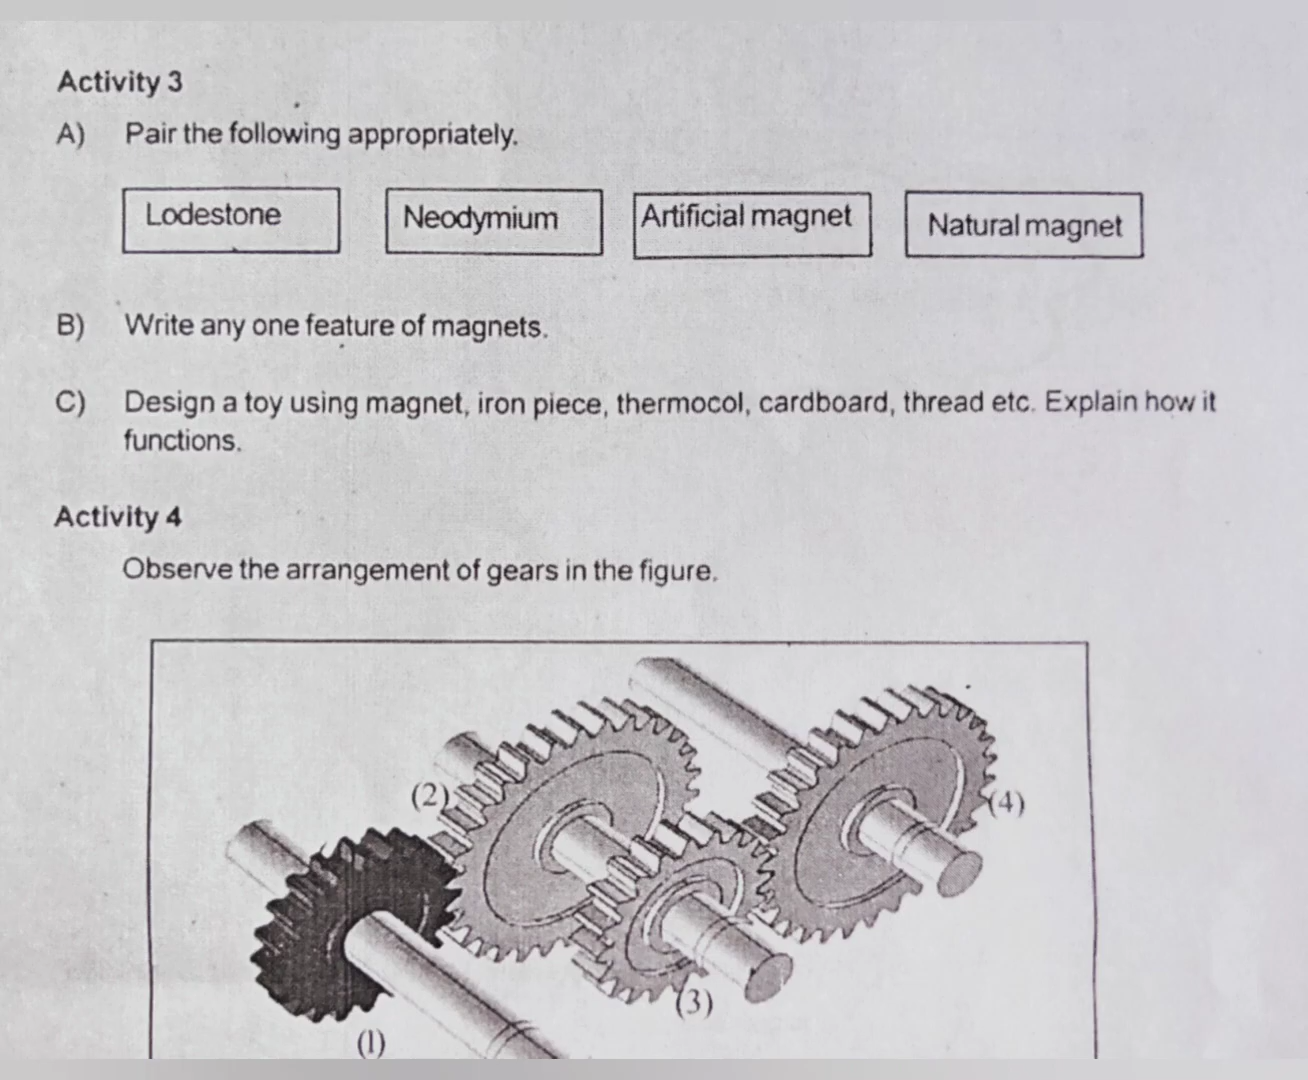 Activity 3
A) Pair the following appropriately.
Lodestone Neodymium Artificial magnet Natural magnet
B) Write any one feature of magnets.
C) Design a toy using magnet, iron piece, thermocol, cardboard, thread etc. Explain how it
functions.
Activity 4
Observe the arrangement of gears in the figure.
(2)
(4)
(3)
(1)